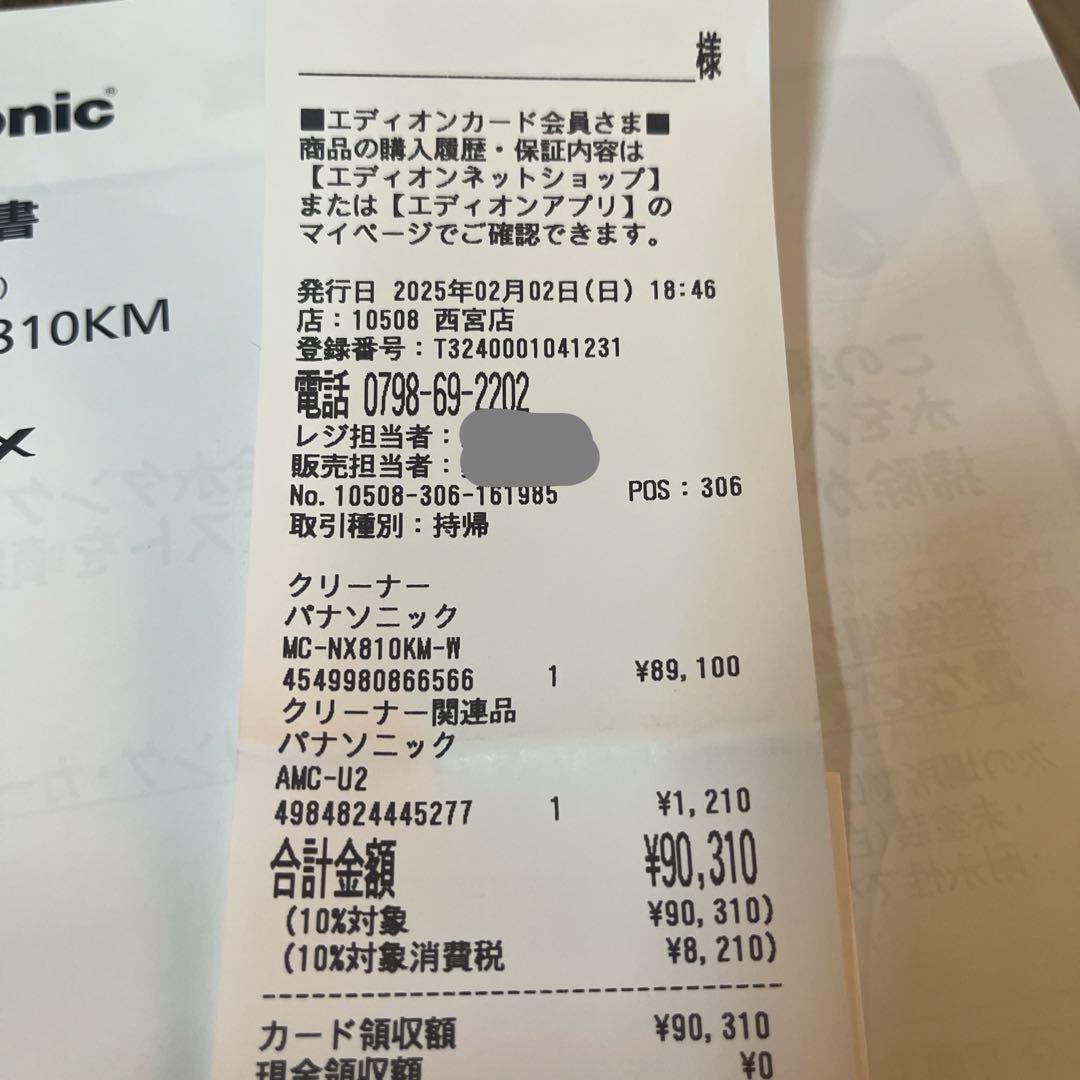 onic®
書
)
810KM
X
様
■エディオンカード会員さま■
商品の購入履歴・保証内容は
【エディオンネットショップ】
または【エディオンアプリ】の
マイページでご確認できます。
発行日 2025年02月02日(日) 18:46
店：10508 西宮店
登録番号：T3240001041231
電話 0798-69-2202
レジ担当者：
販売担当者：
No. 10508-306-161985 POS：306
取引種別：持帰
クリーナー
パナソニック
MC-NX810KM-W
4549980866566 1 ¥89,100
クリーナー関連品
パナソニック
AMC-U2
4984824445277 1 ¥1,210
合計金額 ¥90,310
(10%対象 ¥90,310)
(10%対象消費税 ¥8,210)
カード領収額 ¥90,310
現金領収額 ¥0